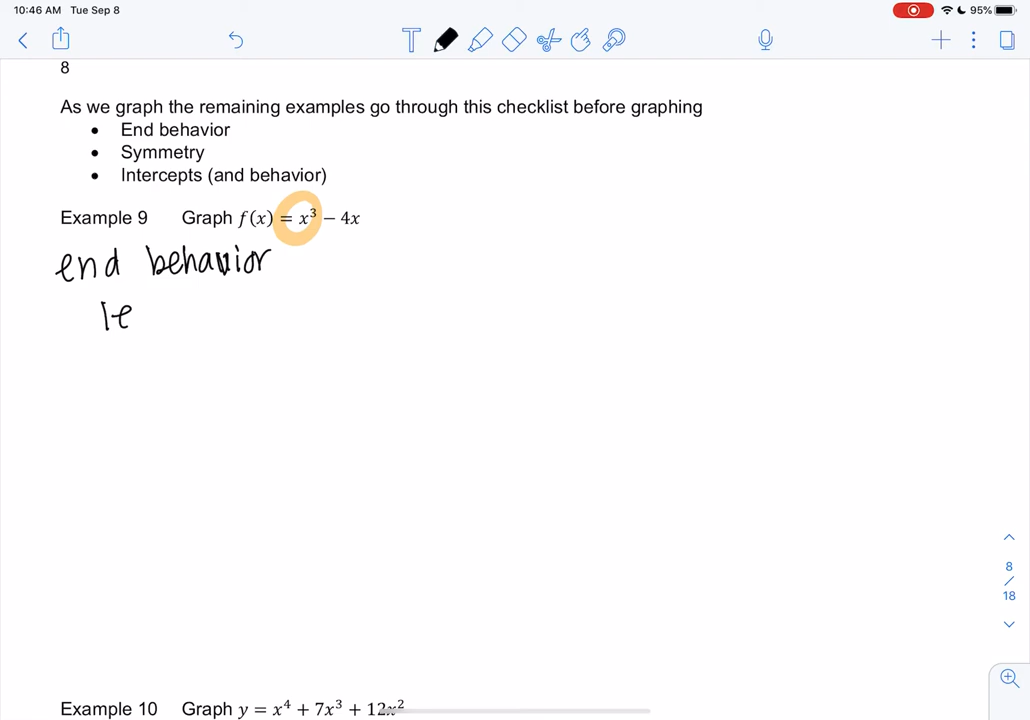 10:46 AM Tue Sep 8 95%
8
As we graph the remaining examples go through this checklist before graphing
• End behavior
• Symmetry
• Intercepts (and behavior)
Example 9 Graph f(x) = x³ − 4x
end behavior
le
8
/
18
Example 10 Graph y = x⁴ + 7x³ + 12x²